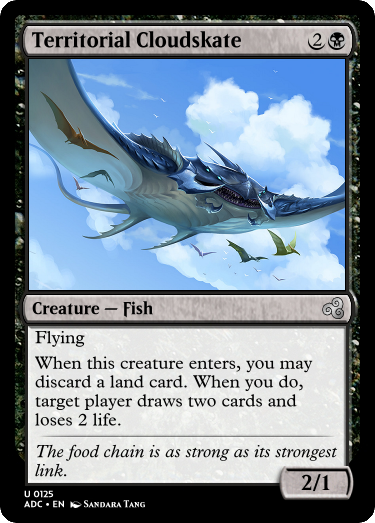 Territorial Cloudskate 2
Creature — Fish
Flying
When this creature enters, you may
discard a land card. When you do,
target player draws two cards and
loses 2 life.
The food chain is as strong as its strongest
link.
2/1
U 0125
ADC • EN Sandara Tang